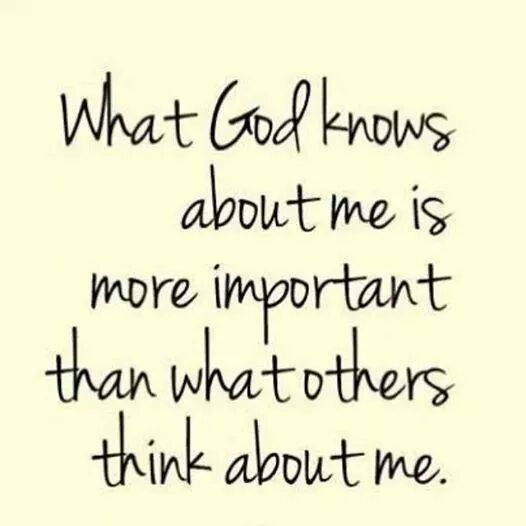 What God knows
about me is
more important
than what others
think about me.